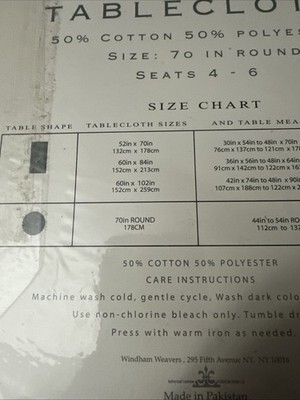 TABLECLO
50% COTTON 50% POLYES
SIZE: 70 IN ROUND
SEATS 4 - 6
SIZE CHART
TABLE SHAPE TABLECLOTH SIZES AND TABLE MEA
52in x 70in 30in x 54in to 48in x 70in
132cm x 178cm 76cm x 137cm to 121cm x 17
60in x 84in 36in x 56in to 48in x 64in
152cm x 213cm 91cm x 142cm to 122cm x 16
60in x 102in 42in x 74in to 48in x 90in
152cm x 259cm 107cm x 188cm to 122cm x 2
70in ROUND 44in to 54in RO
178CM 112cm to 137
50% COTTON 50% POLYESTER
CARE INSTRUCTIONS
Machine wash cold, gentle cycle, Wash dark colo
Use non-chlorine bleach only. Tumble dr
Press with warm iron as needed,
Windham Weavers, 295 Fifth Avenue NY. NY. 10016
Made in Pakistan